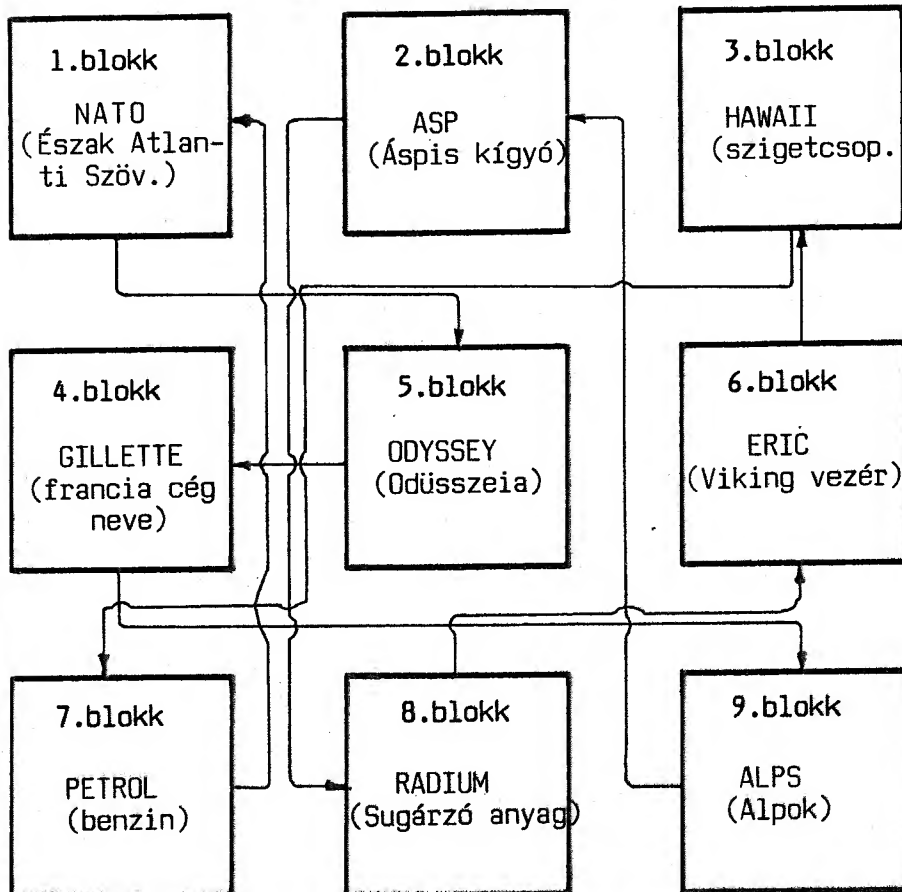 1.blokk
NATO
(Észak Atlan-
ti Szöv.)
2.blokk
ASP
(Áspis kígyó)
3.blokk
HAWAII
(szigetcsop.
4.blokk
GILLETTE
(francia cég
neve)
5.blokk
ODYSSEY
(Odüsszeia)
6.blokk
ERIC
(Viking vezér)
7.blokk
PETROL
(benzin)
8.blokk
RADIUM
(Sugárzó anyag)
9.blokk
ALPS
(Alpok)